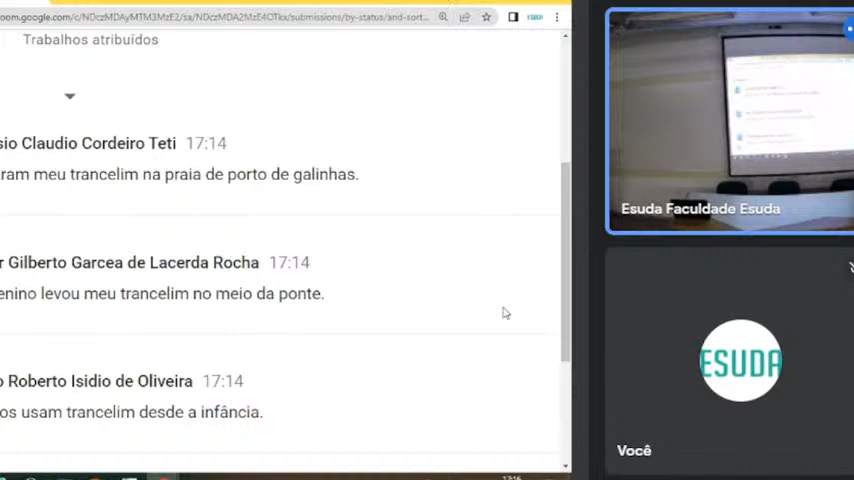 oom.google.com/c/NDczMDAyMTM3MzE2/sa/NDczMDA2MzE4OTkx/submissions/by-status/and-sort...
Trabalhos atribuídos
sio Claudio Cordeiro Teti 17:14
ram meu trancelim na praia de porto de galinhas.
r Gilberto Garcea de Lacerda Rocha 17:14
enino levou meu trancelim no meio da ponte.
o Roberto Isidio de Oliveira 17:14
os usam trancelim desde a infância.
17:16
Esuda Faculdade Esuda
ESUDA
Você